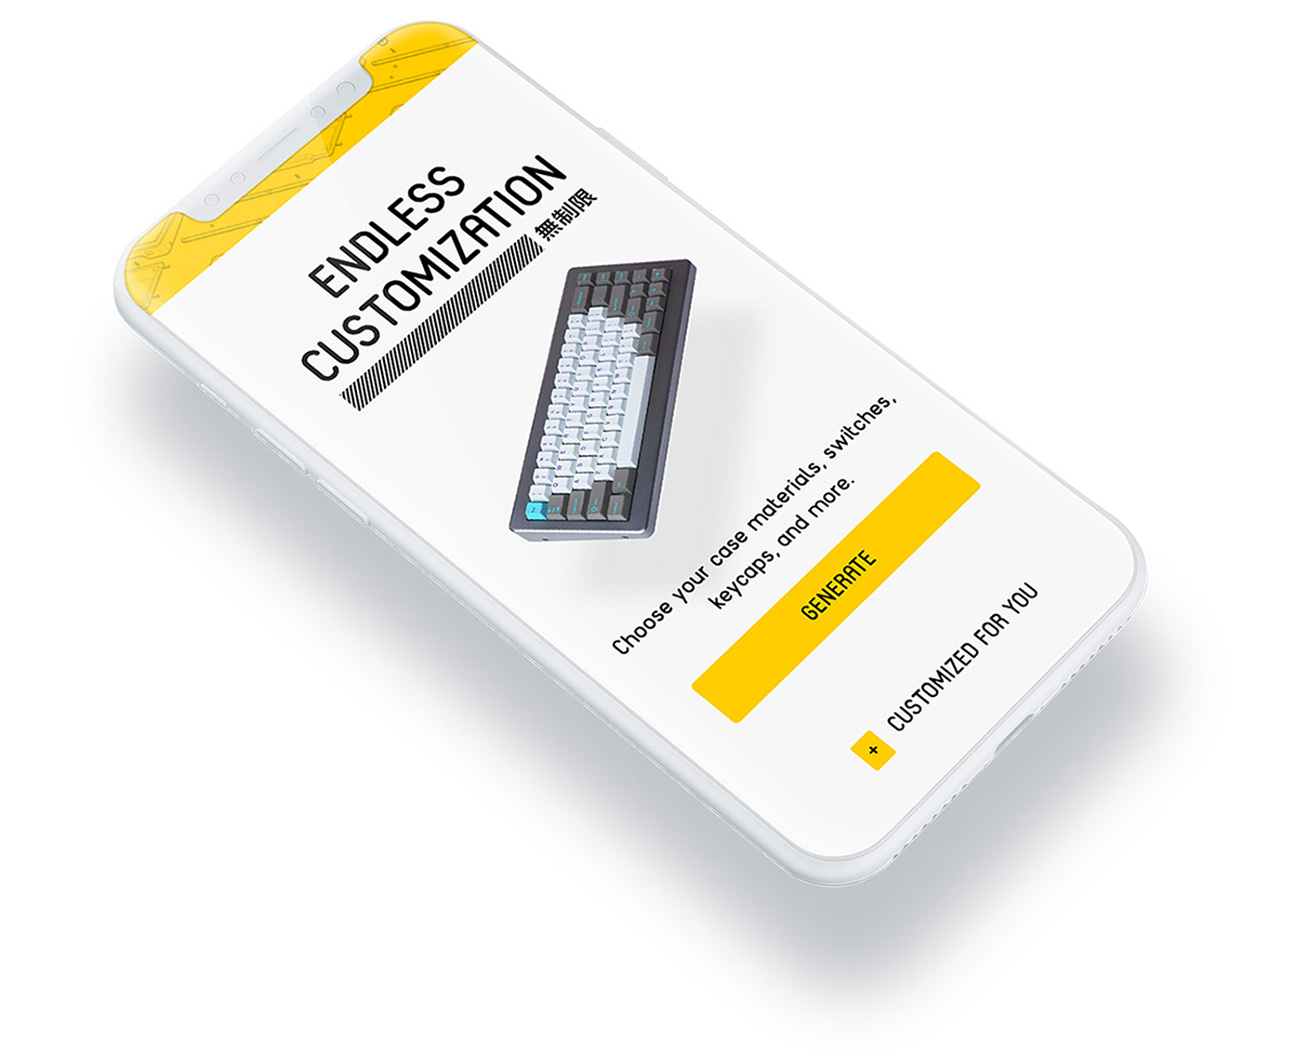 ENDLESS
CUSTOMIZATION
無制限
Choose your case materials, switches,
keycaps, and more.
GENERATE
+ CUSTOMIZED FOR YOU